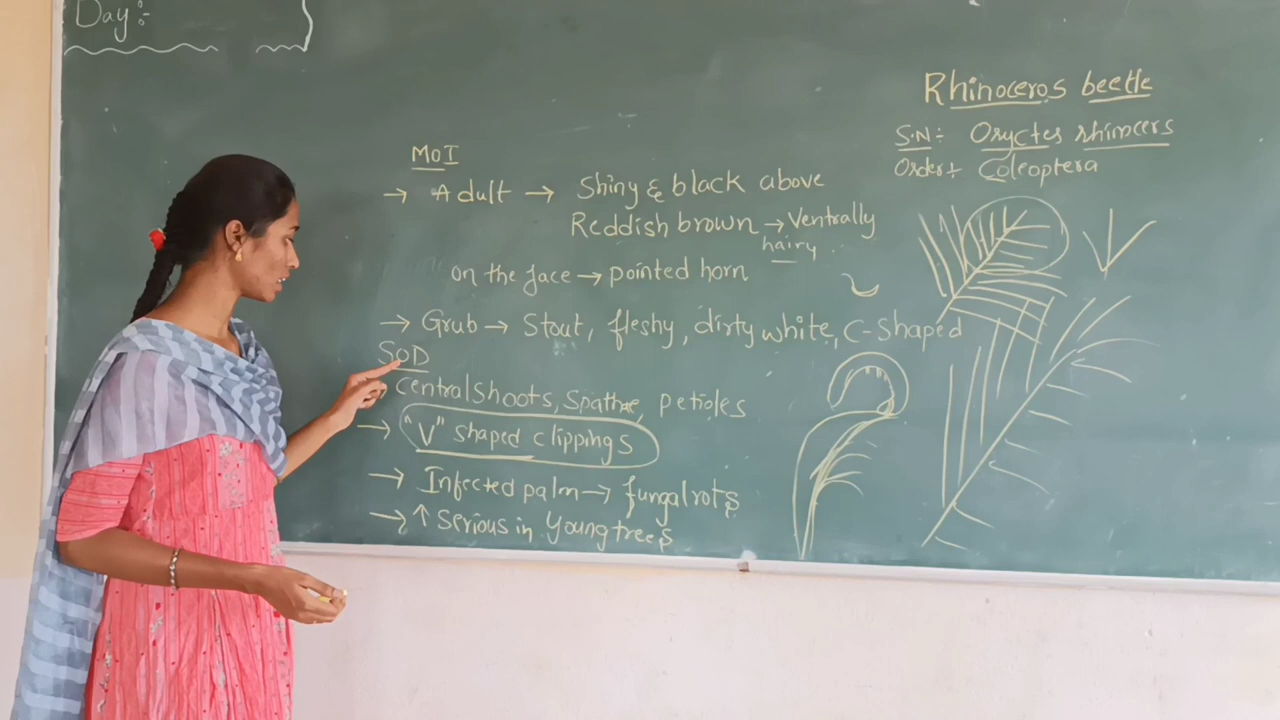 Day:-
Rhinoceros beetle
S.N:- Oryctes rhinocers
Order:- Coleoptera
MOI
→ Adult → Shiny & black above
Reddish brown → Ventrally
hairy
on the face → pointed horn
→ Grub → Stout, fleshy, dirty white, C-shaped
SOD
Central shoots, Spathae, petioles
→ "V" shaped clippings
→ Infected palm → fungal rots
→ ↑ Serious in Young trees